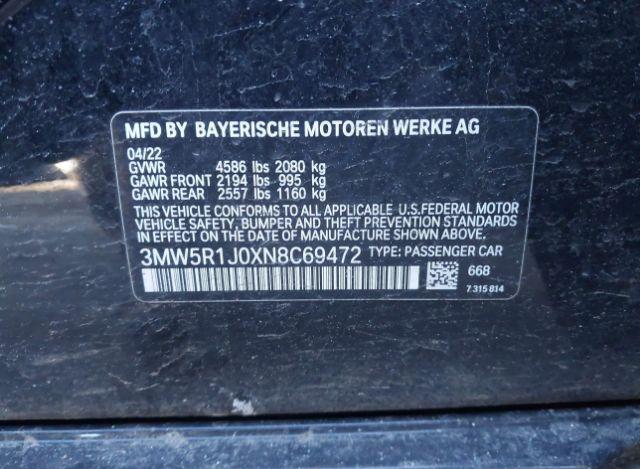 MFD BY BAYERISCHE MOTOREN WERKE AG
04/22
GVWR 4586 lbs 2080 kg
GAWR FRONT 2194 lbs 995 kg
GAWR REAR 2557 lbs 1160 kg
THIS VEHICLE CONFORMS TO ALL APPLICABLE U.S.FEDERAL MOTOR
VEHICLE SAFETY, BUMPER, AND THEFT PREVENTION STANDARDS
IN EFFECT ON THE DATE OF MANUFACTURE SHOWN ABOVE.
3MW5R1J0XN8C69472 TYPE: PASSENGER CAR
668
7 315 814